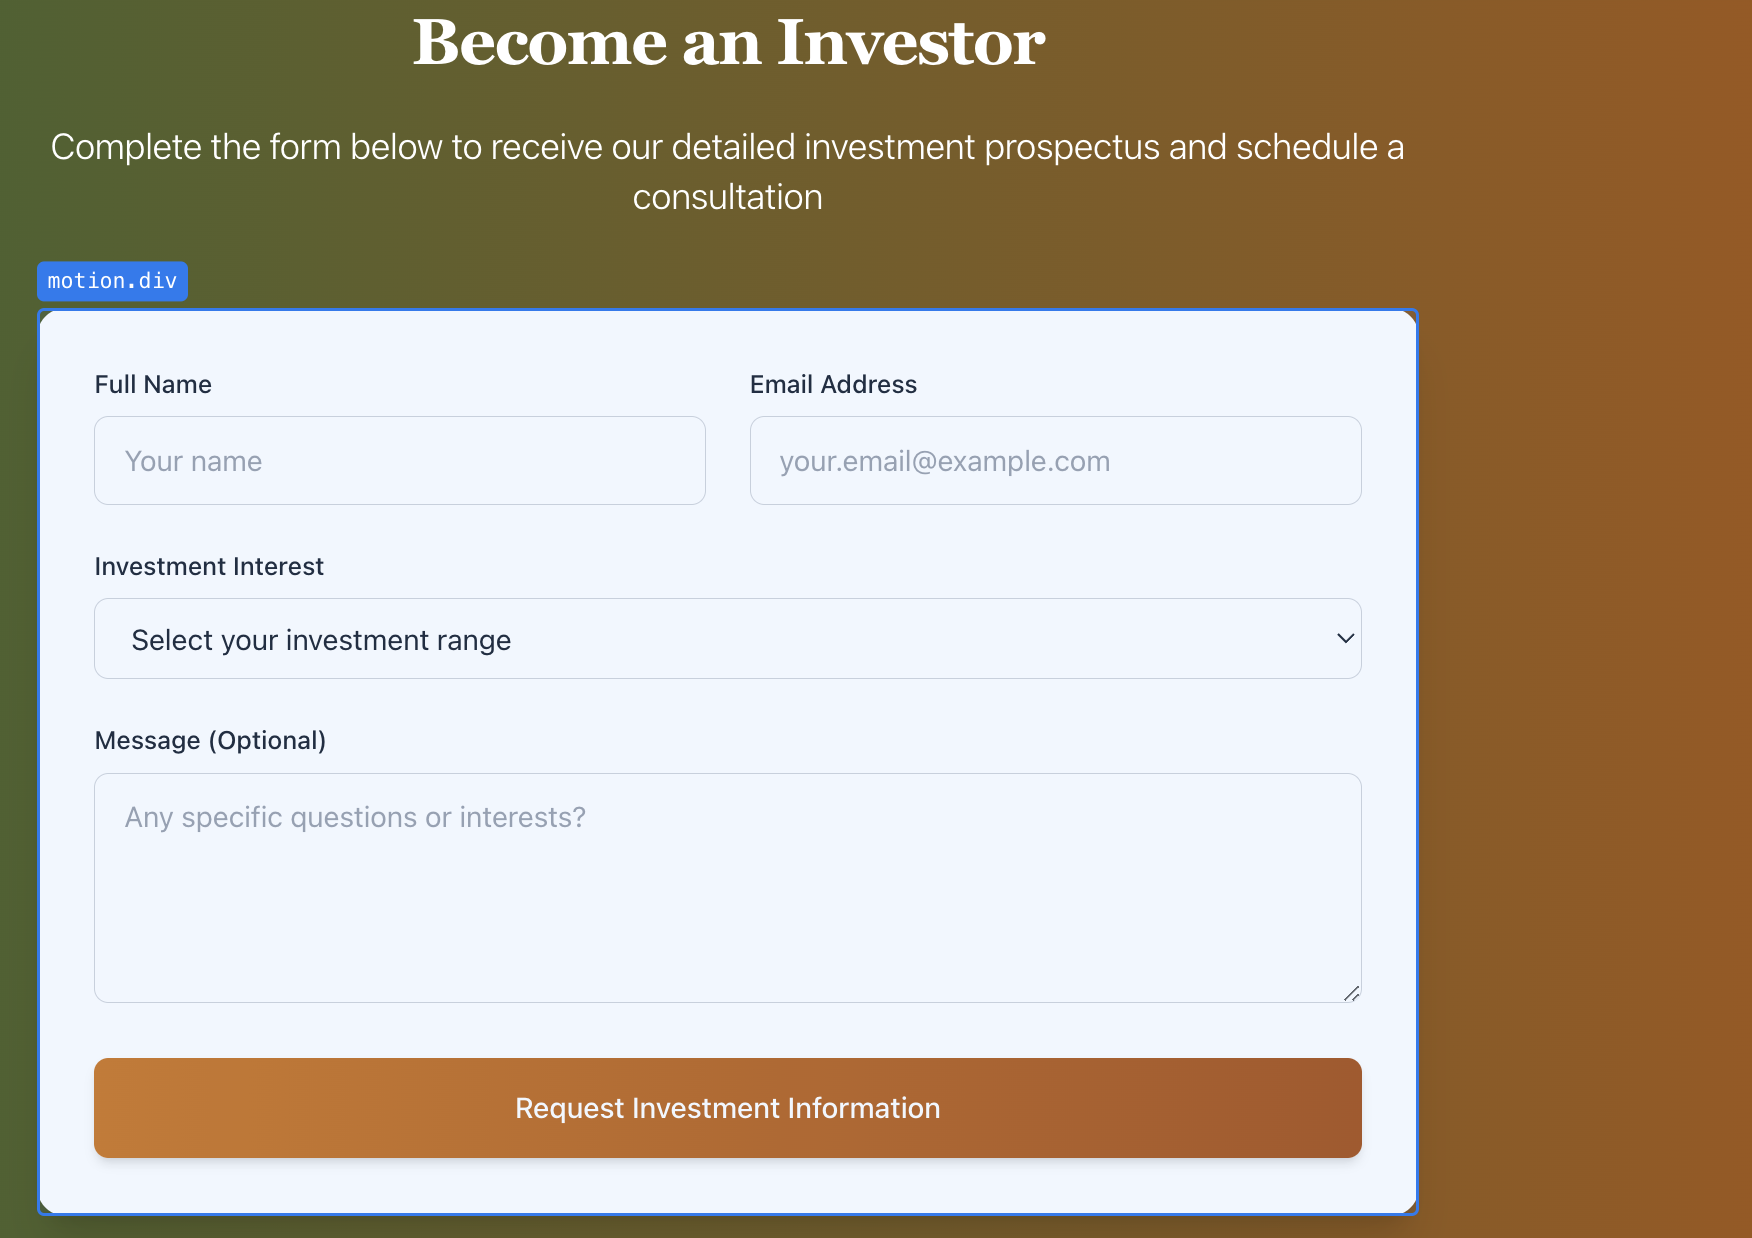 Become an Investor
Complete the form below to receive our detailed investment prospectus and schedule a
consultation
motion.div
Full Name
Email Address
Your name
your.email@example.com
Investment Interest
Select your investment range
Message (Optional)
Any specific questions or interests?
Request Investment Information